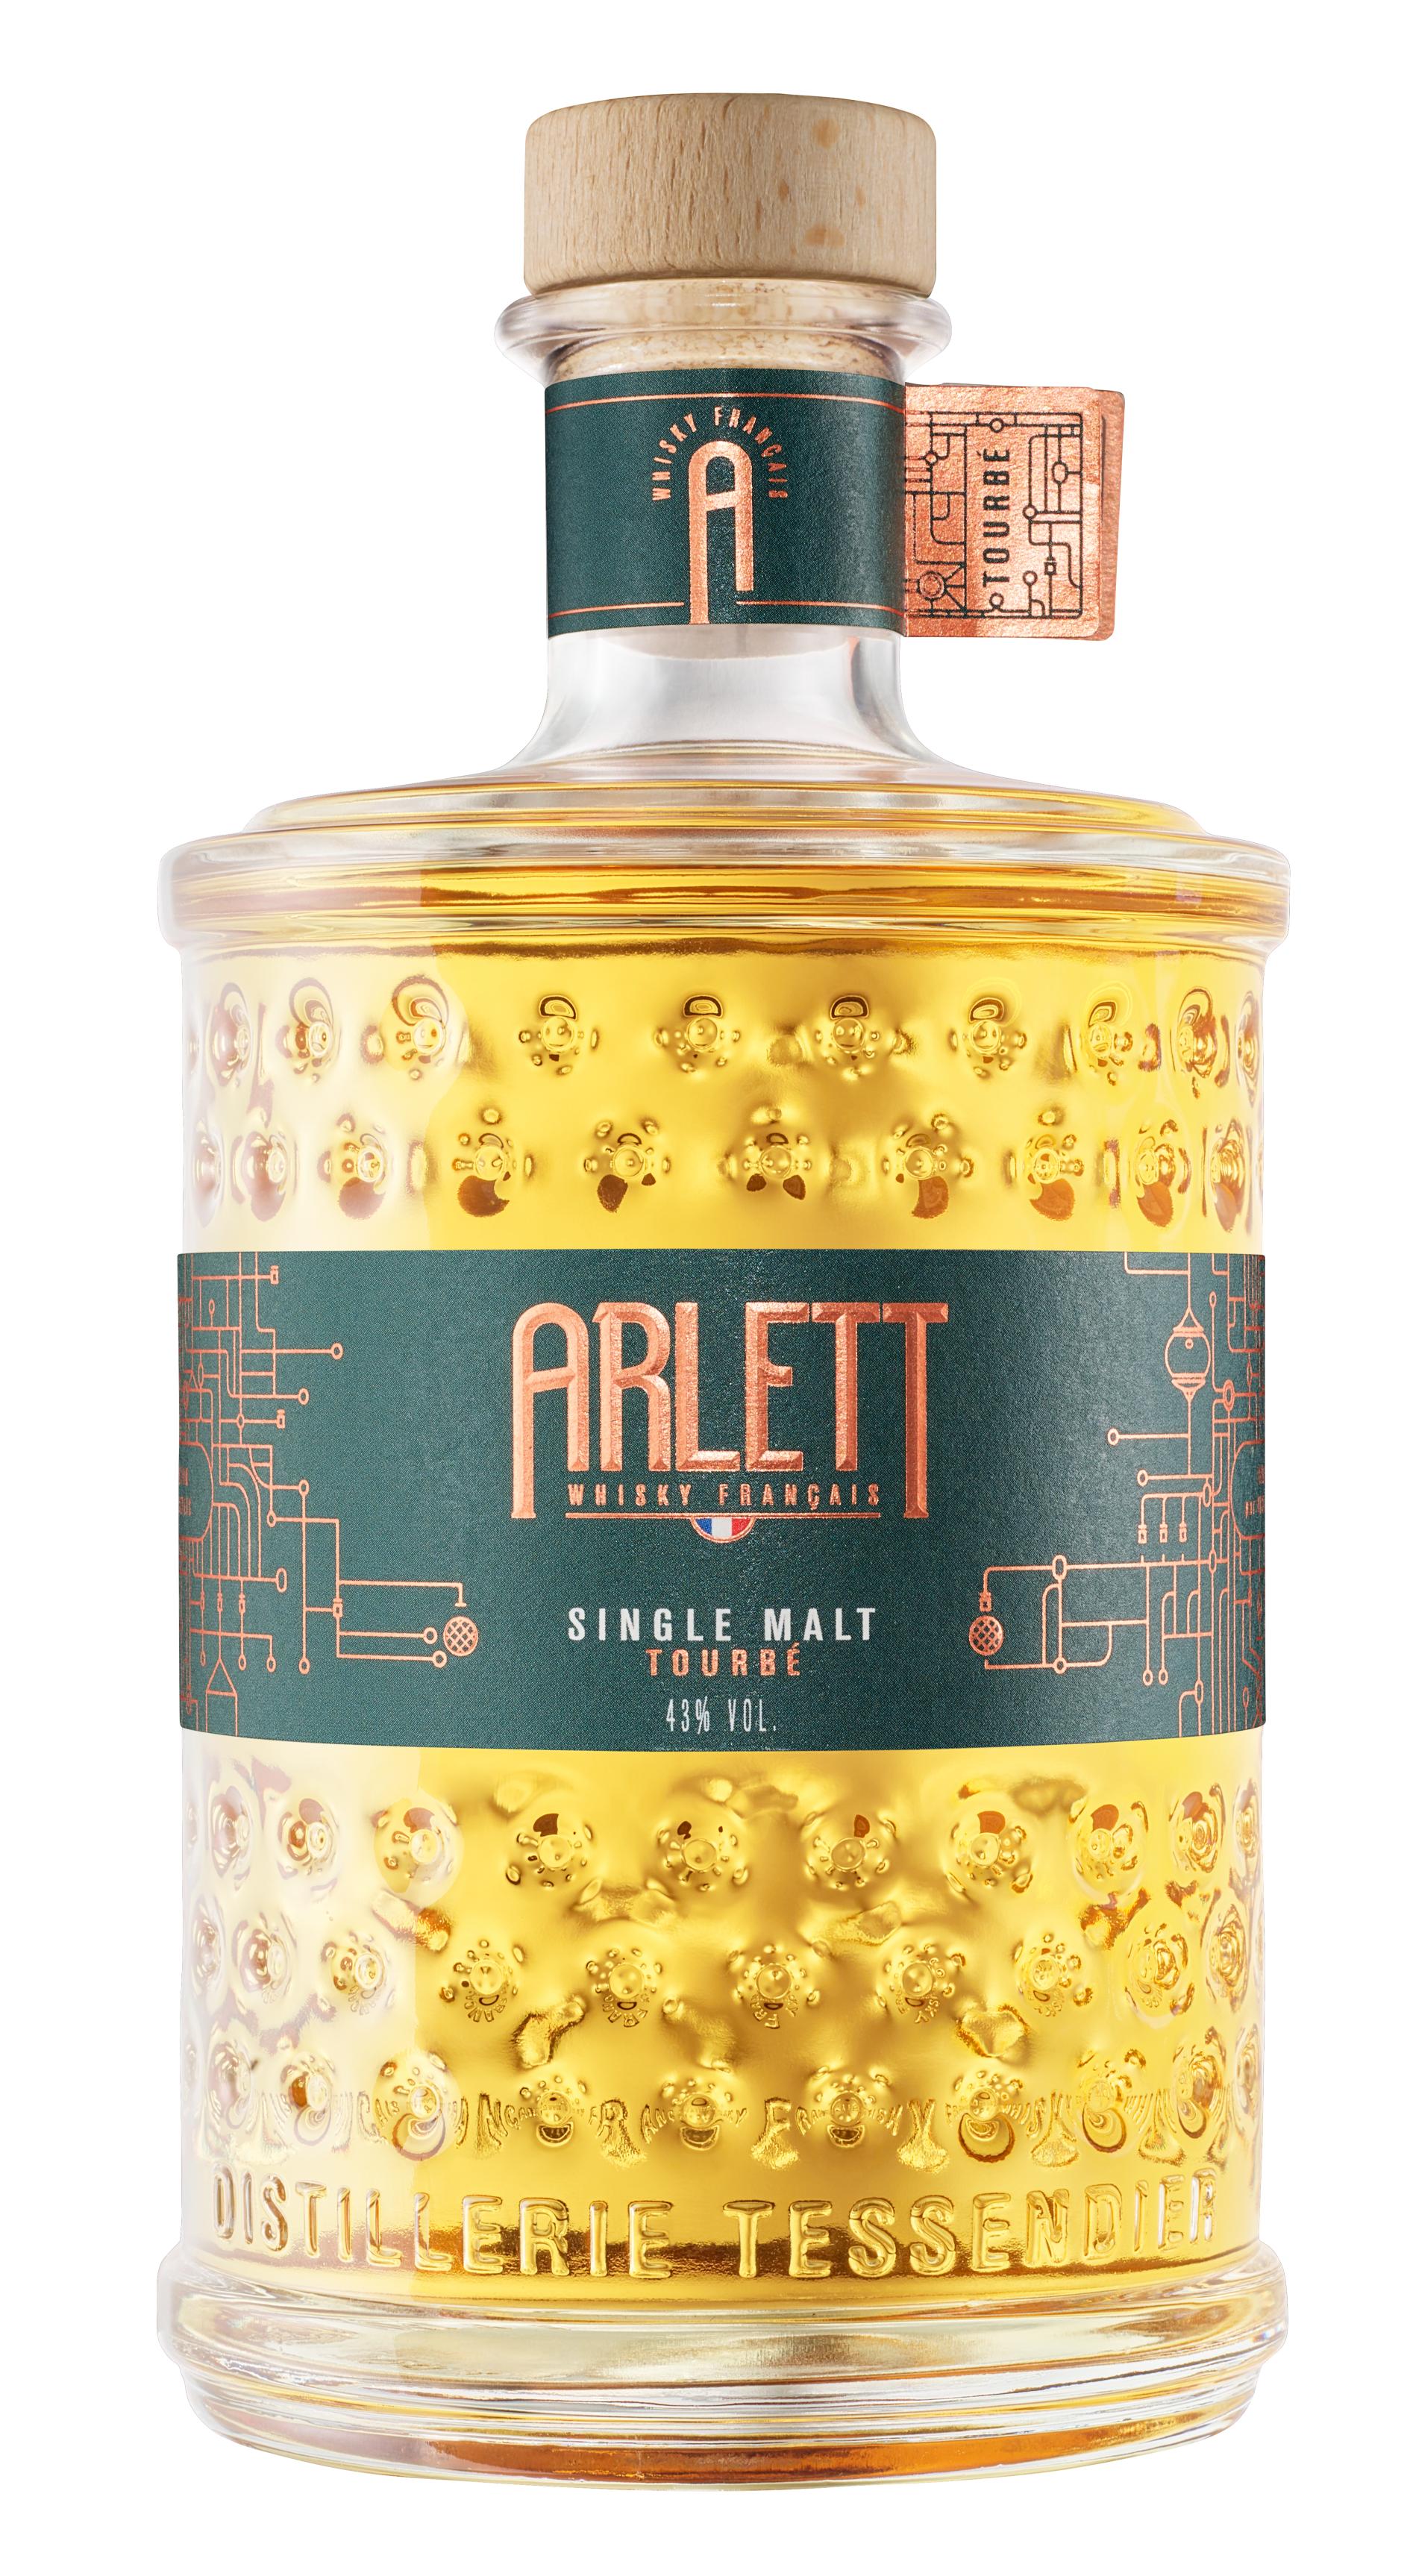 WHISKY FRANÇAIS
A
TOURBÉ
ARLETT
WHISKY FRANÇAIS
SINGLE MALT
TOURBÉ
43% VOL.
DISTILLERIE TESSENDIER